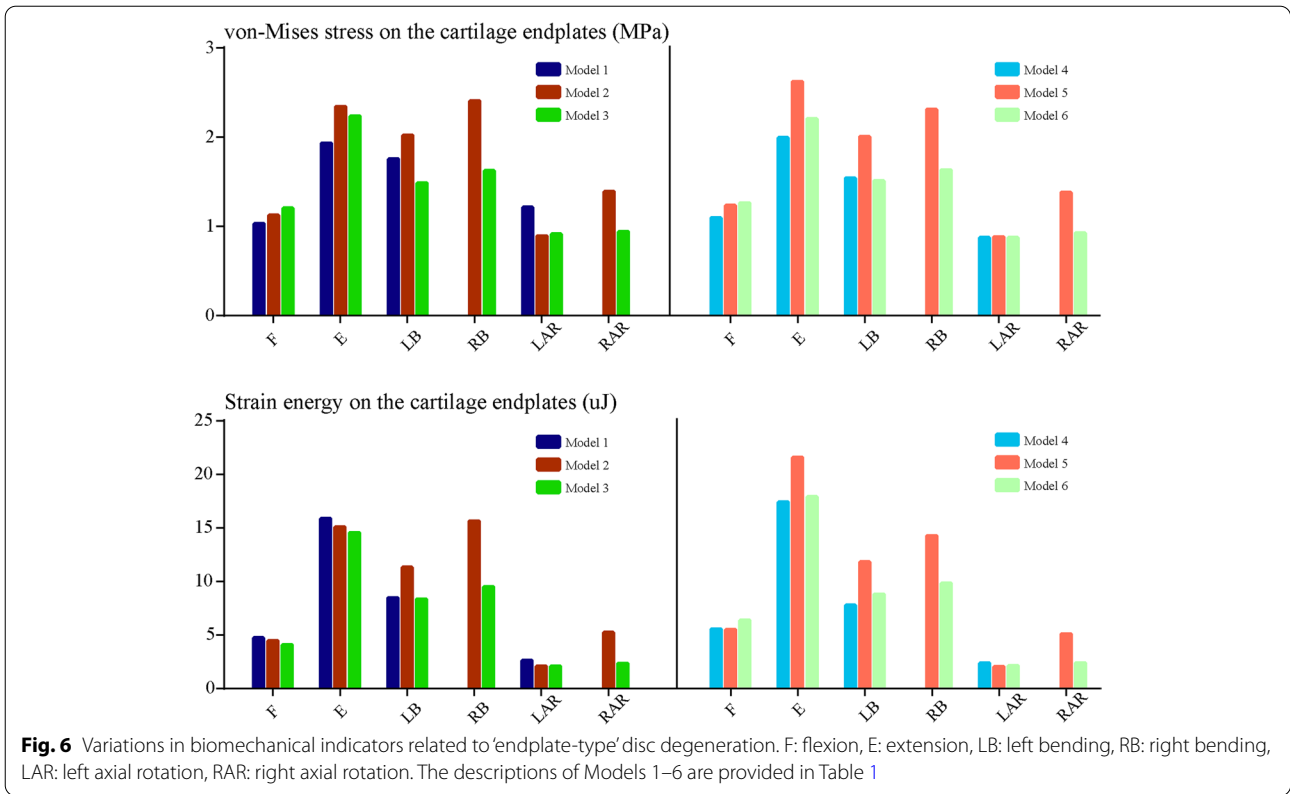 von-Mises stress on the cartilage endplates (MPa)
3
2
1
0
Model 1
Model 2
Model 3
Model 4
Model 5
Model 6
F E LB RB LAR RAR F E LB RB LAR RAR
Strain energy on the cartilage endplates (uJ)
25
20
15
10
5
0
Model 1
Model 2
Model 3
Model 4
Model 5
Model 6
F E LB RB LAR RAR F E LB RB LAR RAR
Fig. 6 Variations in biomechanical indicators related to 'endplate-type' disc degeneration. F: flexion, E: extension, LB: left bending, RB: right bending,
LAR: left axial rotation, RAR: right axial rotation. The descriptions of Models 1–6 are provided in Table 1